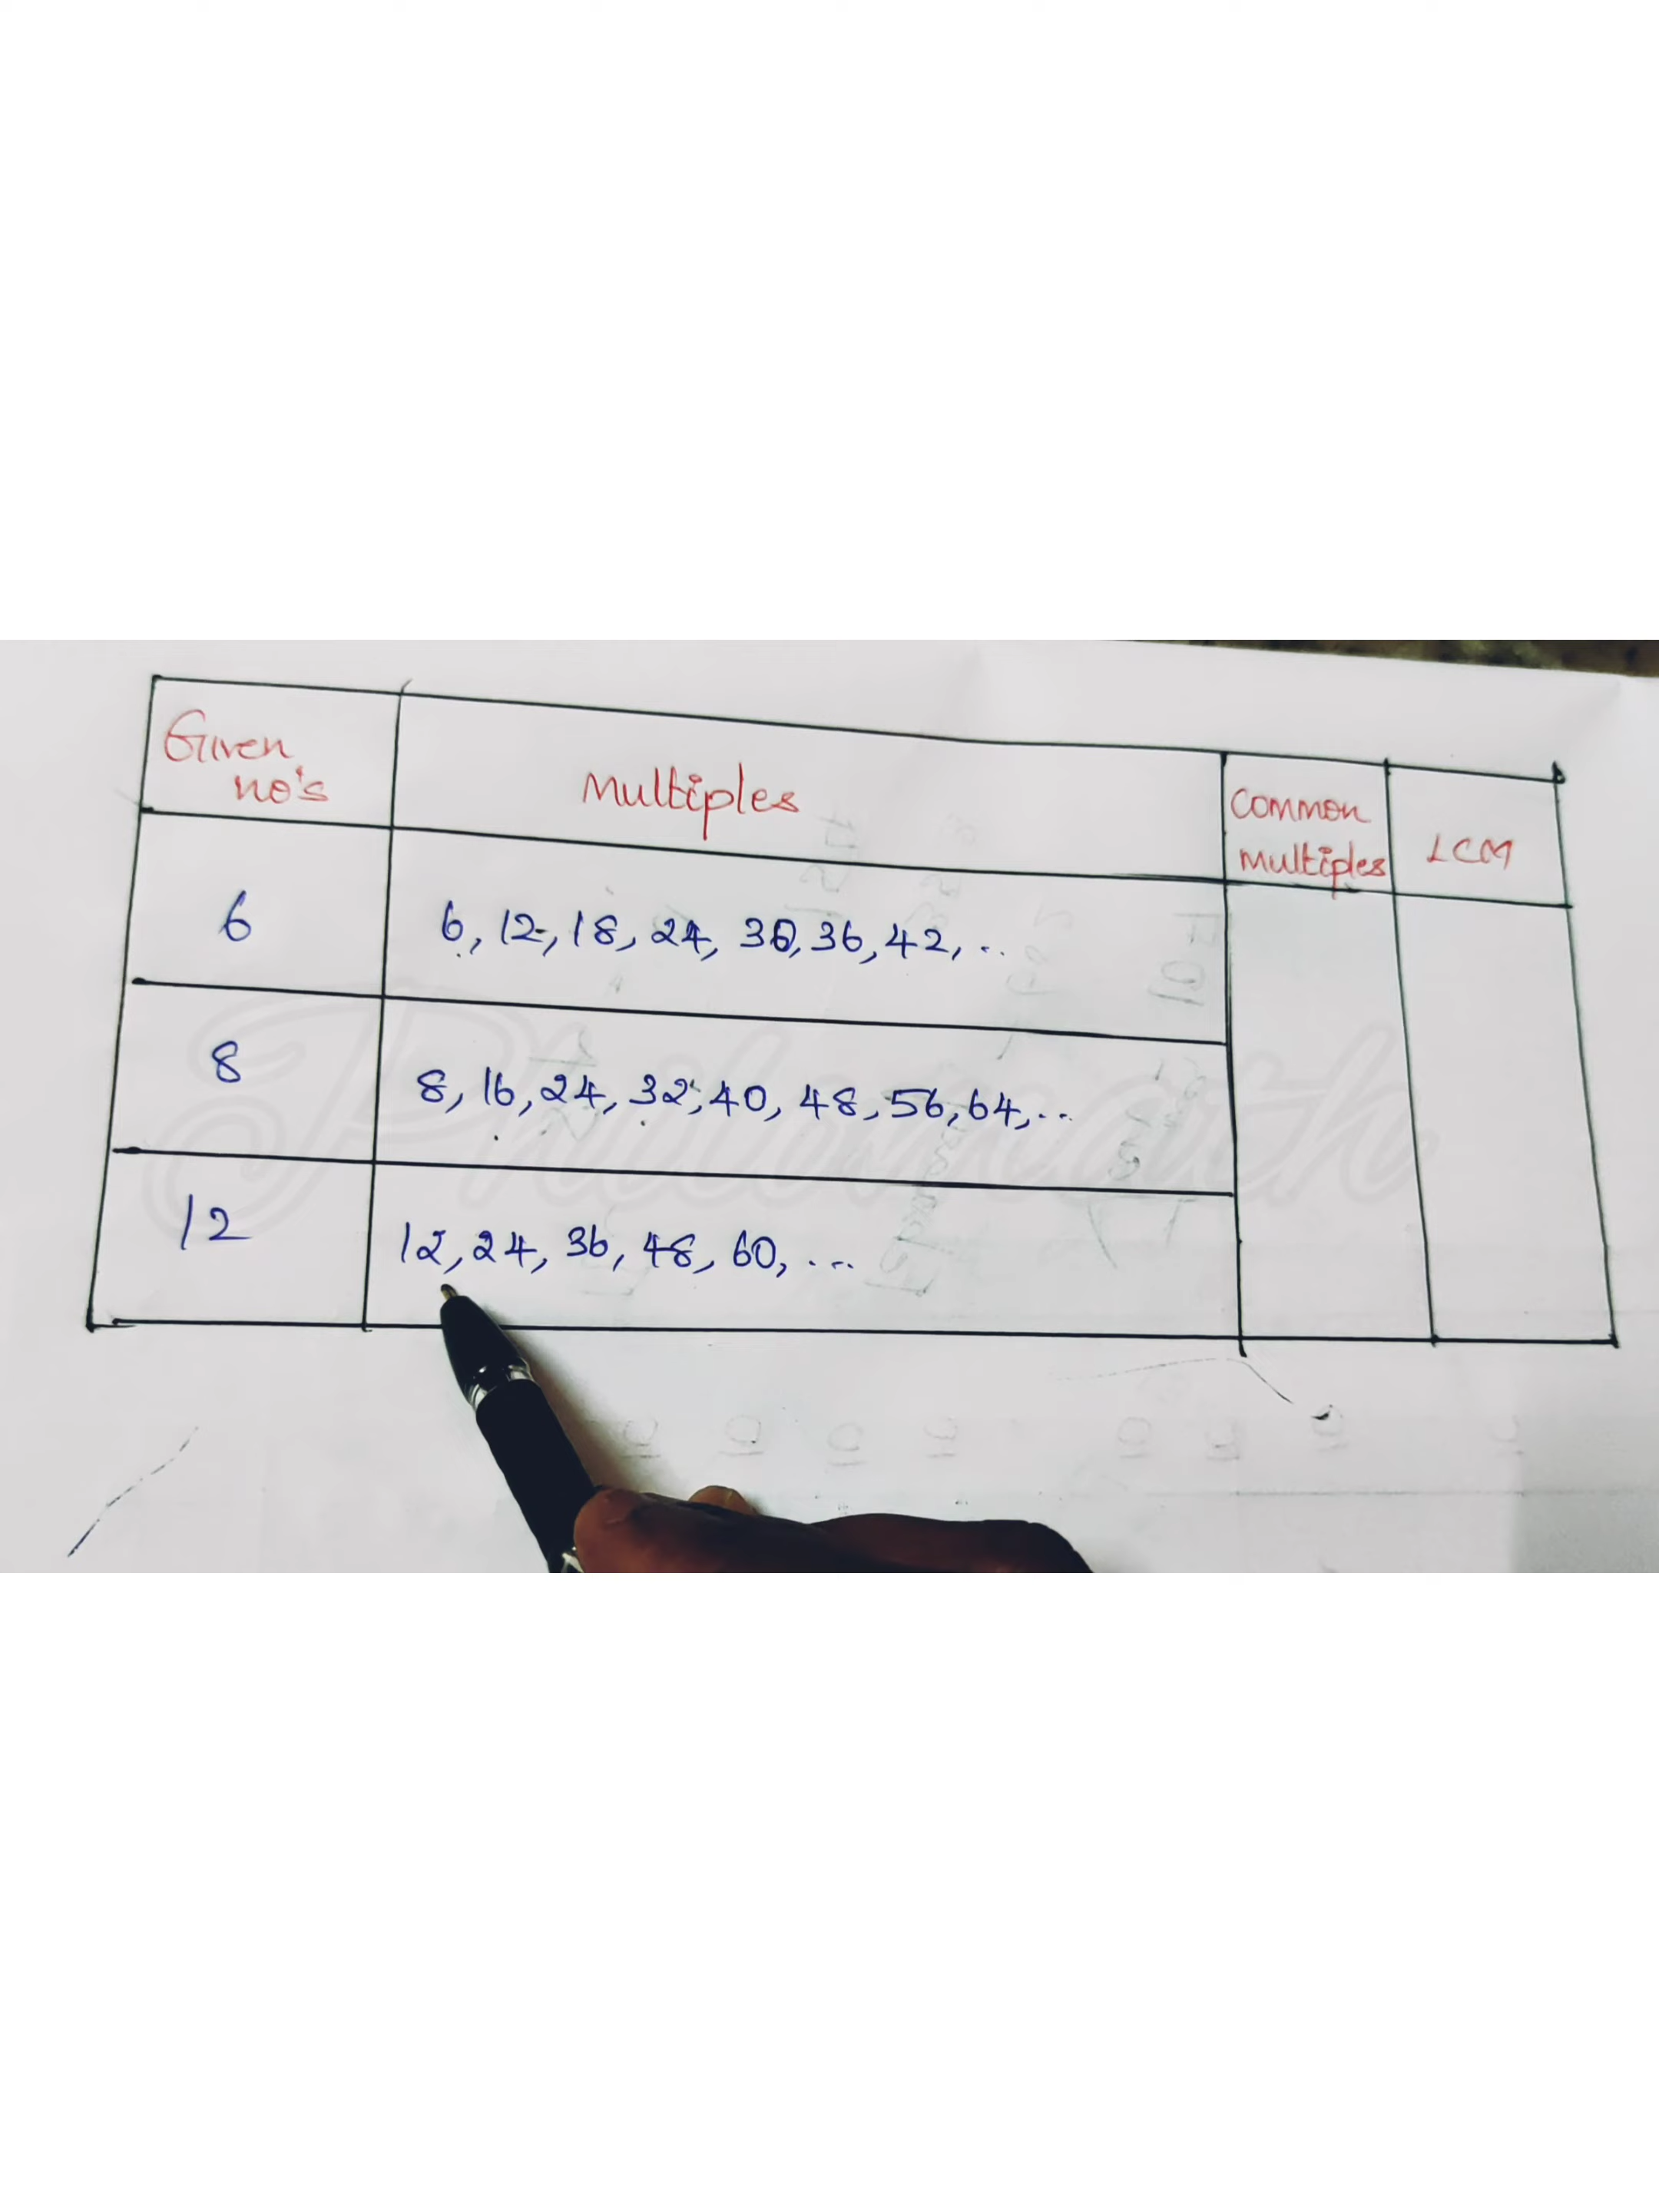 Given
no's
Multiples
Common
Multiples
LCM
6
6, 12, 18, 24, 30, 36, 42, ..
8
8, 16, 24, 32, 40, 48, 56, 64, ..
12
12, 24, 36, 48, 60, ...
Philomath